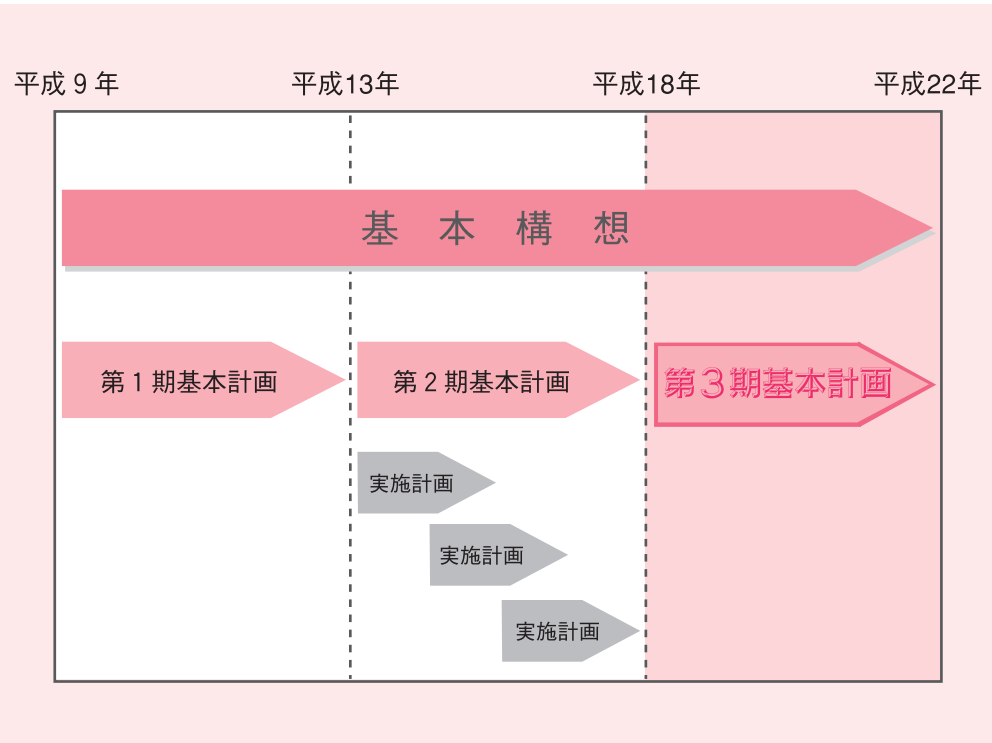 平成９年
平成13年
平成18年
平成22年
基本構想
第１期基本計画
第２期基本計画
第３期基本計画
実施計画
実施計画
実施計画